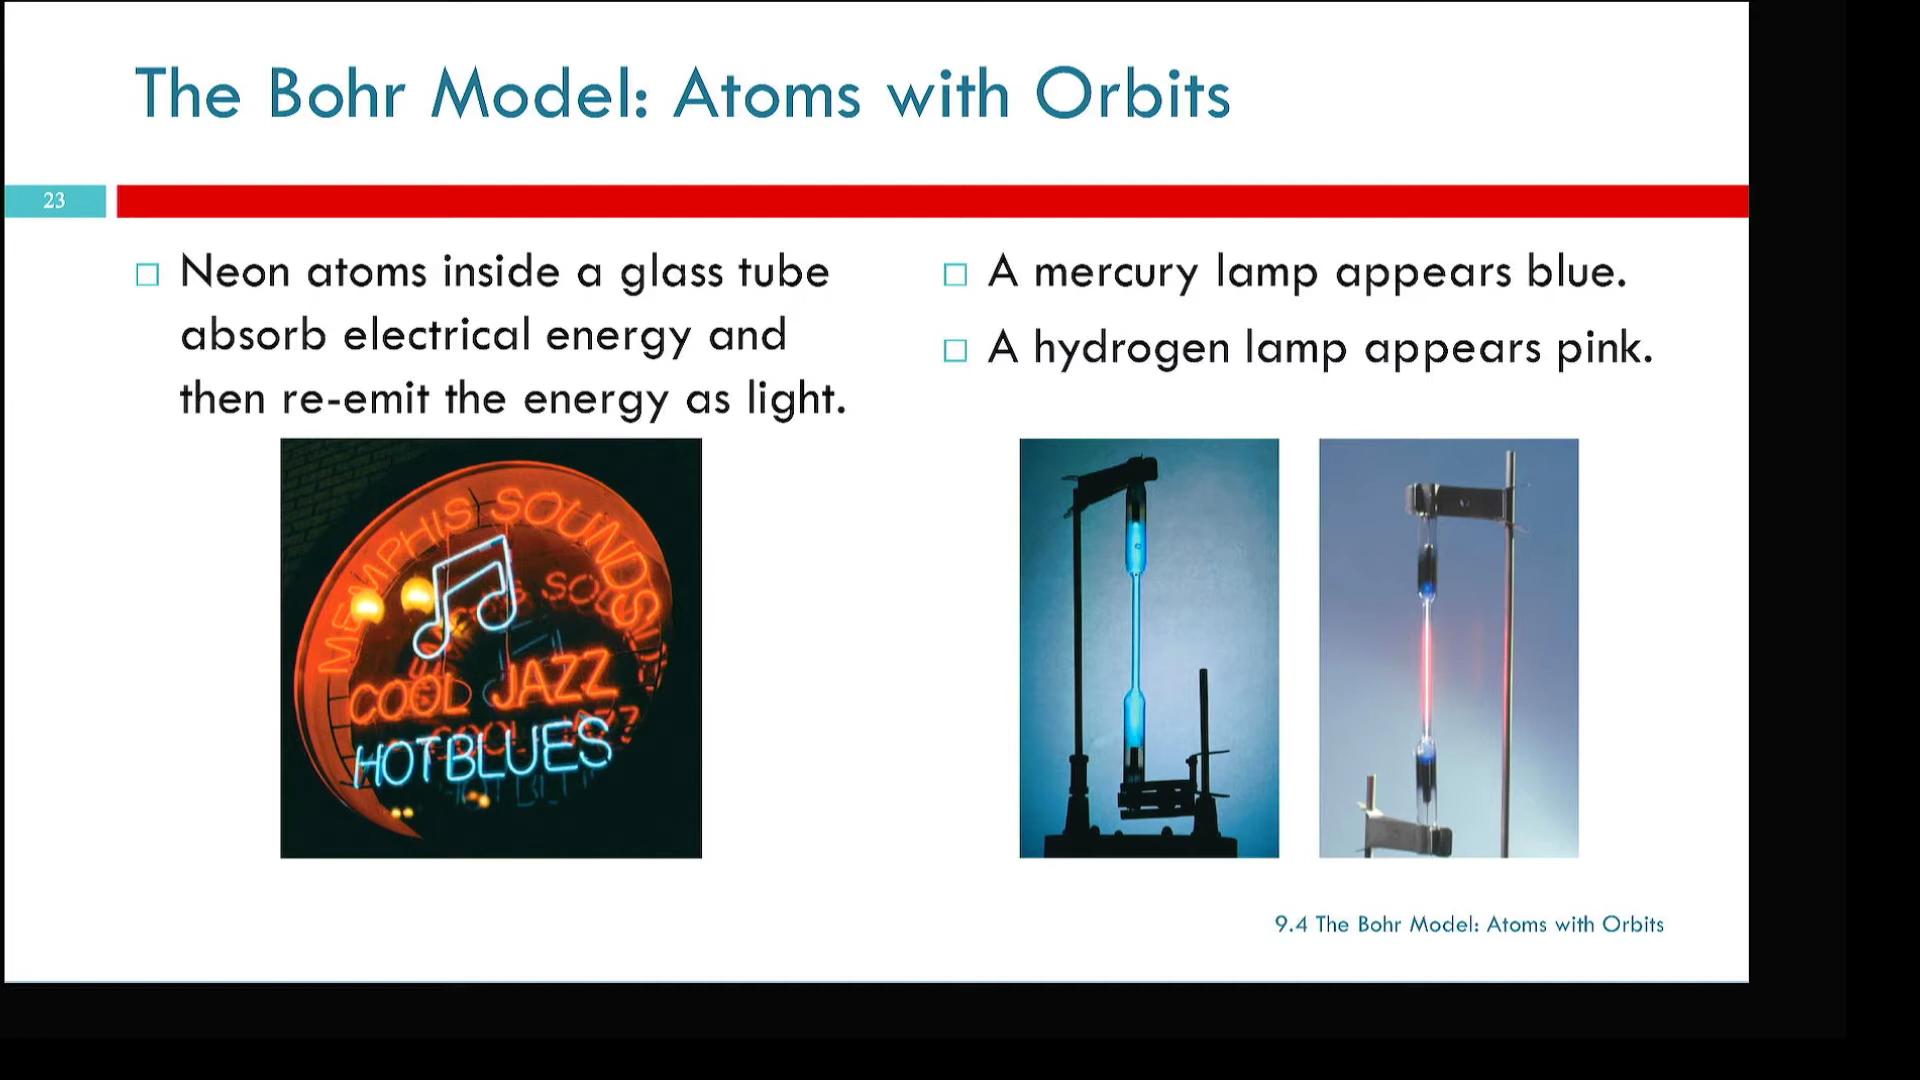 The Bohr Model: Atoms with Orbits
23
Neon atoms inside a glass tube
absorb electrical energy and
then re-emit the energy as light.
A mercury lamp appears blue.
A hydrogen lamp appears pink.
MEMPHIS SOUNDS
COOL JAZZ
HOT BLUES
9.4 The Bohr Model: Atoms with Orbits